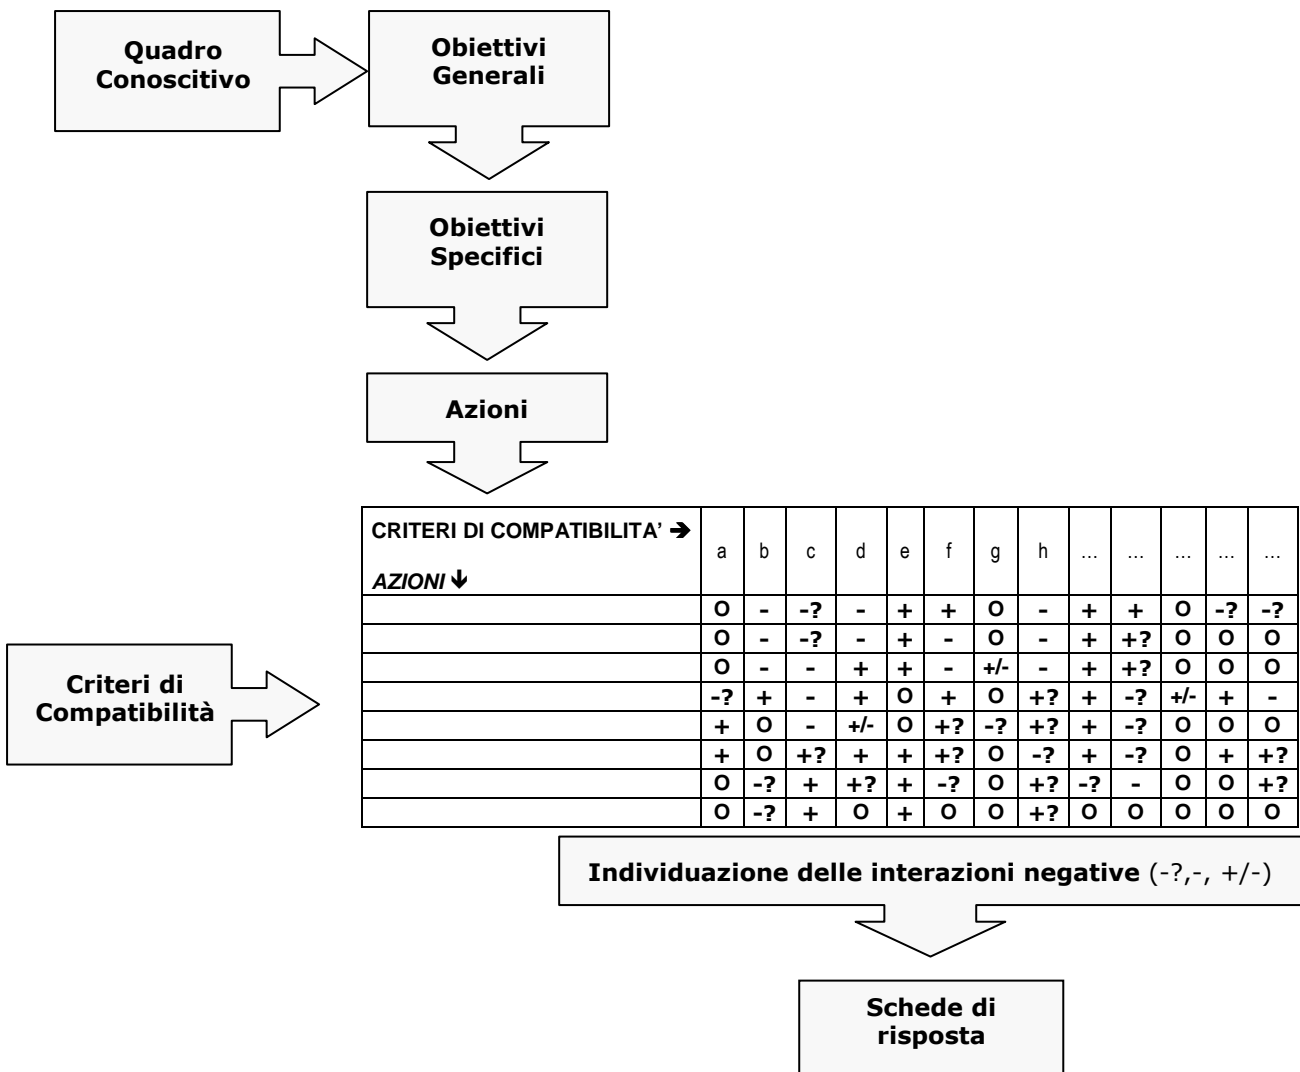 Quadro
Conoscitivo
Obiettivi
Generali
Obiettivi
Specifici
Azioni
CRITERI DI COMPATIBILITA' ➔ a b c d e f g h ... ... ... ... ...
AZIONI 🡳
O - -? - + + O - + + O -? -?
O - -? - + - O - + +? O O O
O - - + + - +/- - + +? O O O
-? + - + O + O +? + -? +/- + -
+ O - +/- O +? -? +? + -? O O O
+ O +? + + +? O -? + -? O + +?
O -? + +? + -? O +? -? - O O +?
O -? + O + O O +? O O O O O
Criteri di
Compatibilità
Individuazione delle interazioni negative (-?,-, +/-)
Schede di
risposta